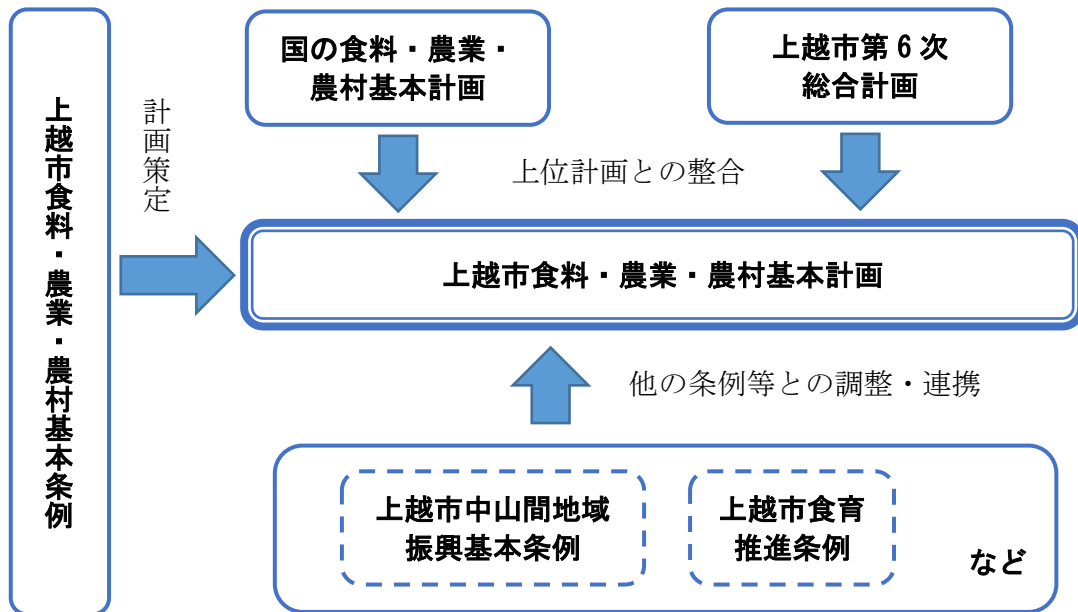 上越市食料・農業・農村基本条例
計画策定
国の食料・農業・
農村基本計画
上越市第６次
総合計画
上位計画との整合
上越市食料・農業・農村基本計画
他の条例等との調整・連携
上越市中山間地域
振興基本条例
上越市食育
推進条例
など